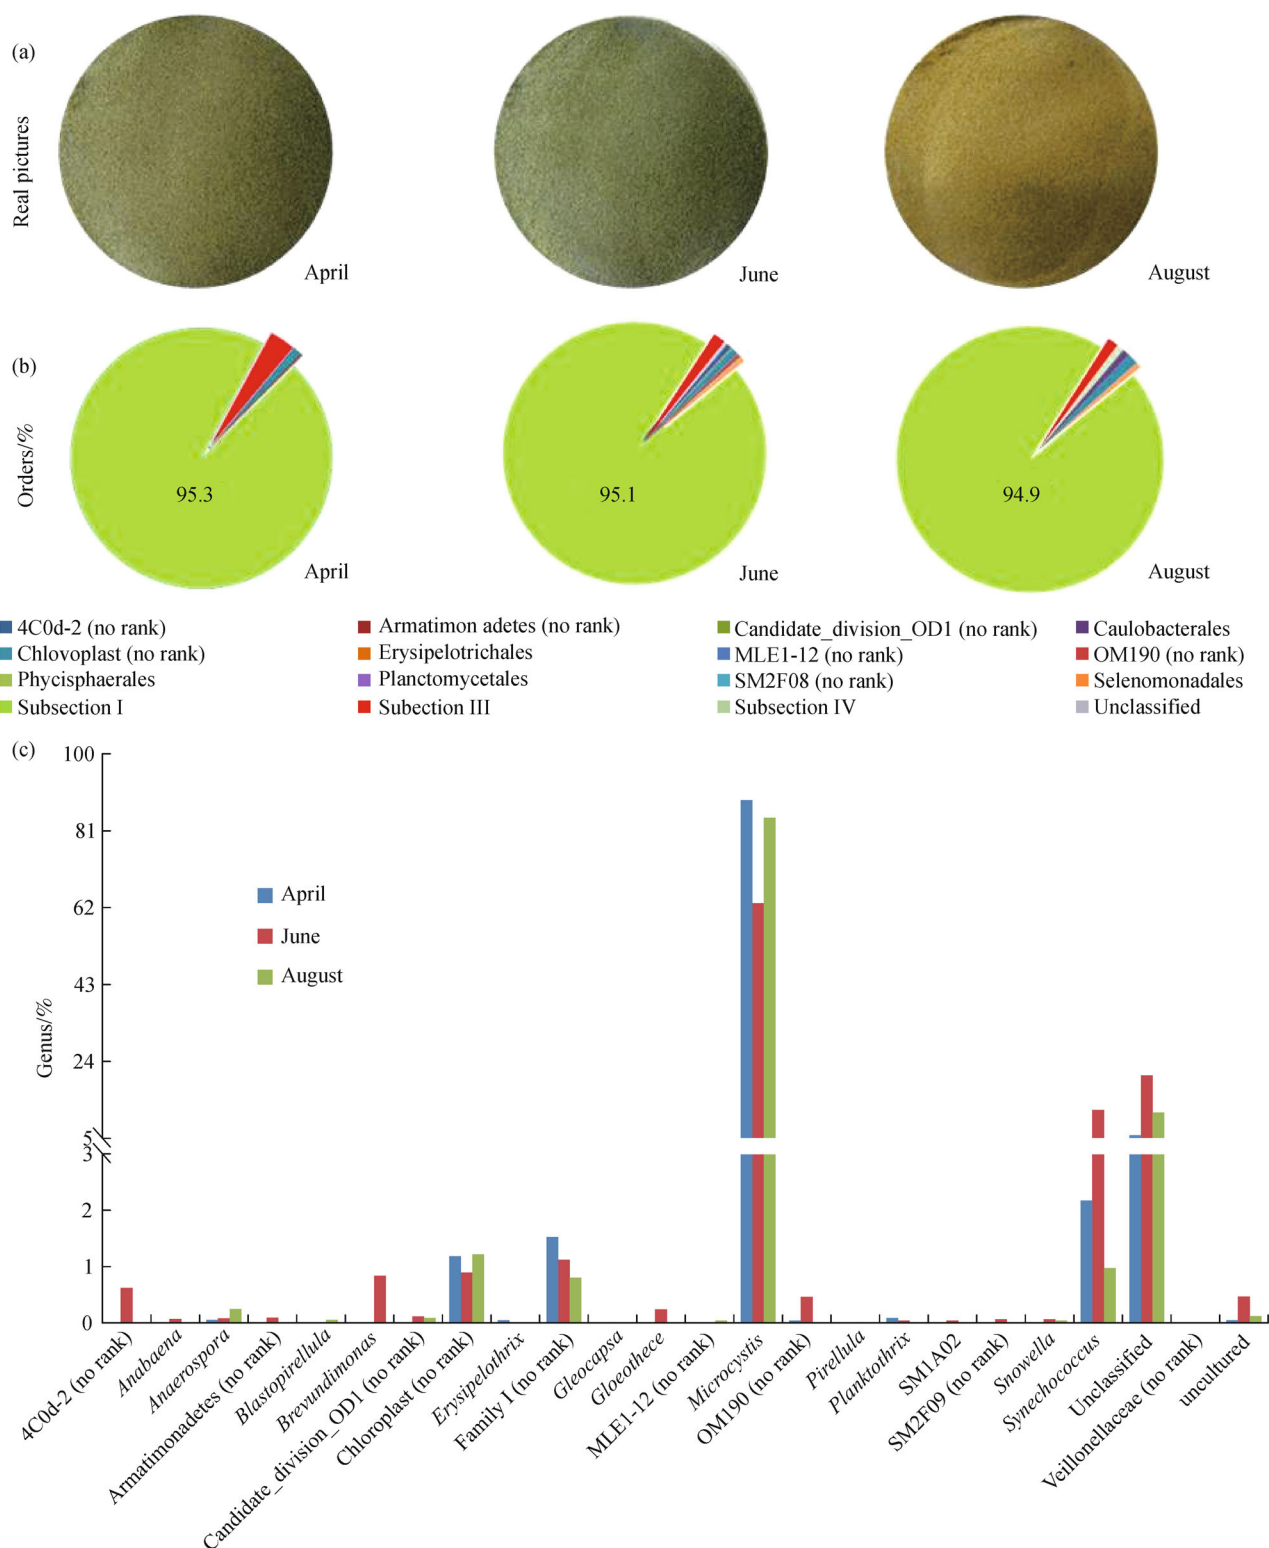 (a)
Real pictures
April
June
August
(b)
Orders/%
95.3
95.1
94.9
April
June
August
4C0d-2 (no rank)
Armatimon adetes (no rank)
Candidate_division_OD1 (no rank)
Caulobacterales
Chlovoplast (no rank)
Erysipelotrichales
MLE1-12 (no rank)
OM190 (no rank)
Phycisphaerales
Planctomycetales
SM2F08 (no rank)
Selenomonadales
Subsection I
Subection III
Subsection IV
Unclassified
(c)
Genus/%
100
81
62
43
24
5
3
2
1
0
April
June
August
4C0d-2 (no rank)
Anabaena
Anaerospora
Armatimonadetes (no rank)
Blastopirellula
Brevundimonas
Candidate_division_OD1 (no rank)
Chloroplast (no rank)
Erysipelothrix
Family I (no rank)
Gleocapsa
Gloethece
MLE1-12 (no rank)
Microcystis
OM190 (no rank)
Pirellula
Planktothrix
SM1A02
SM2F09 (no rank)
Snowella
Synechococcus
Unclassified
Veillonellaceae (no rank)
uncultured